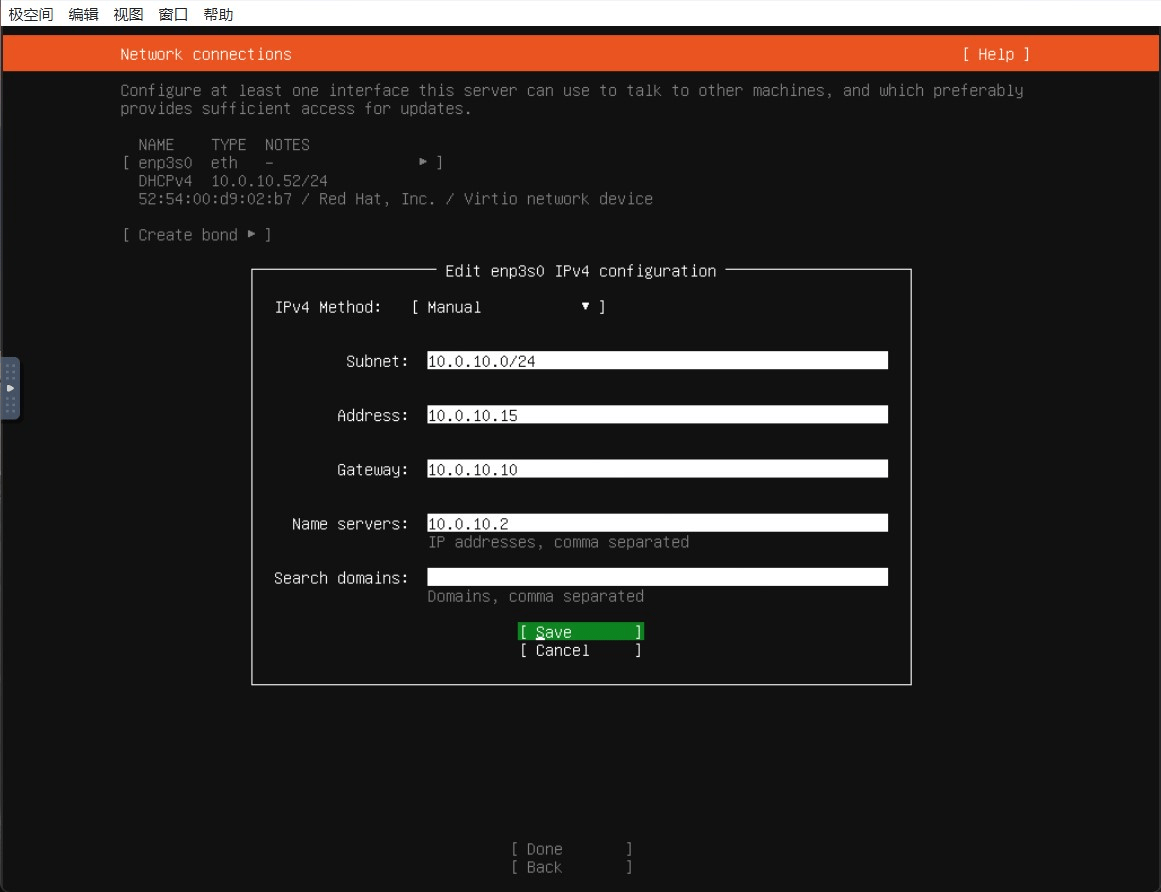 极空间 编辑 视图 窗口 帮助
Network connections [ Help ]
Configure at least one interface this server can use to talk to other machines, and which preferably
provides sufficient access for updates.
NAME TYPE NOTES
[ enp3s0 eth - ▸ ]
DHCPv4 10.0.10.52/24
52:54:00:d9:02:b7 / Red Hat, Inc. / Virtio network device
[ Create bond ▸ ]
Edit enp3s0 IPv4 configuration
IPv4 Method: [ Manual ▾ ]
Subnet: 10.0.10.0/24
Address: 10.0.10.15
Gateway: 10.0.10.10
Name servers: 10.0.10.2
IP addresses, comma separated
Search domains:
Domains, comma separated
[ Save ]
[ Cancel ]
[ Done ]
[ Back ]